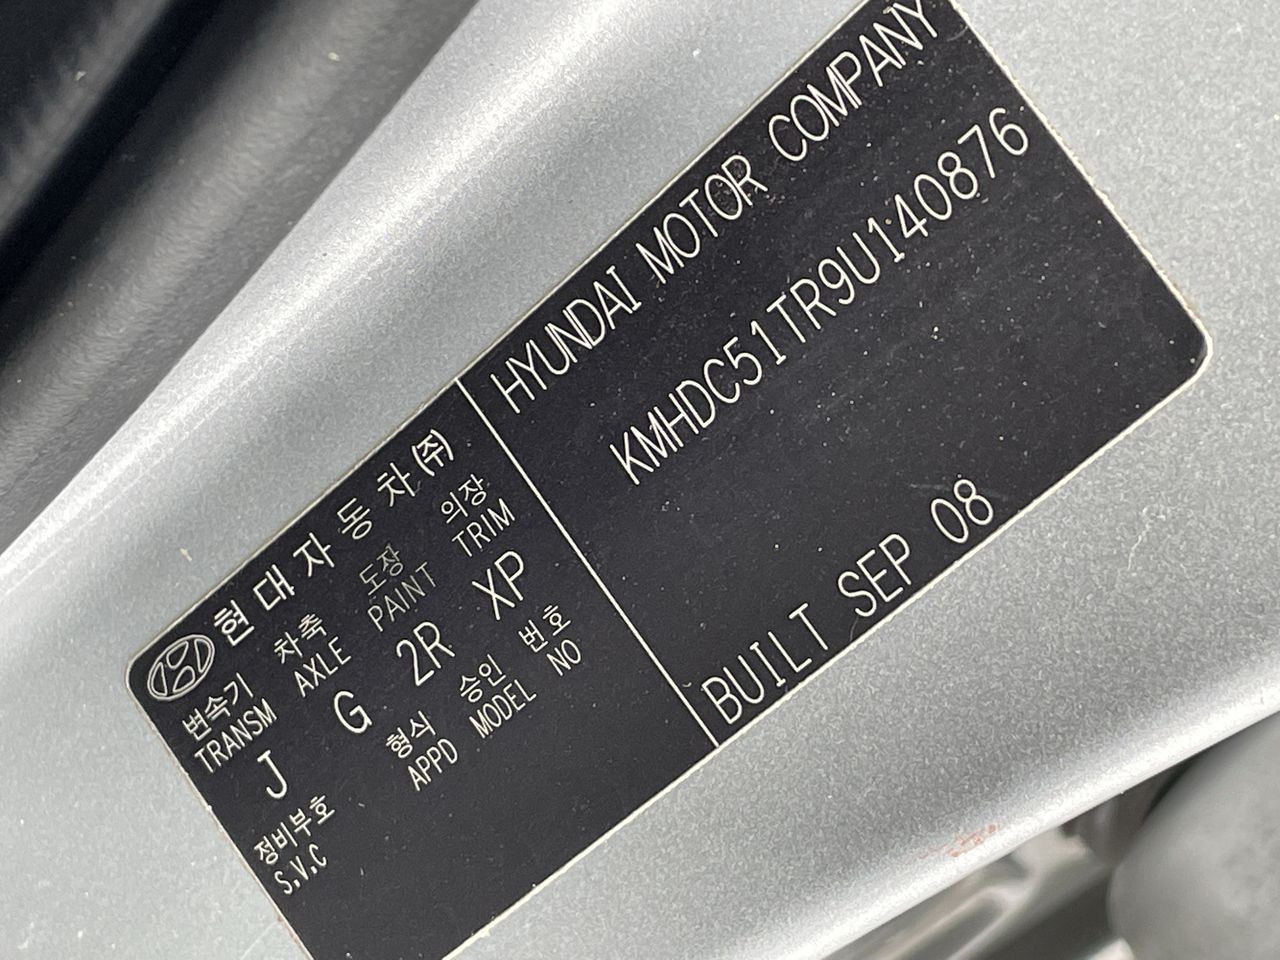 현대자동차(주)
변속기 차축 도장 의장
TRANSM AXLE PAINT TRIM
J G 2R XP
정비부호 형식 승인 번호
S.V.C APPD MODEL NO
HYUNDAI MOTOR COMPANY
KMHDC51TR9U140876
BUILT SEP 08